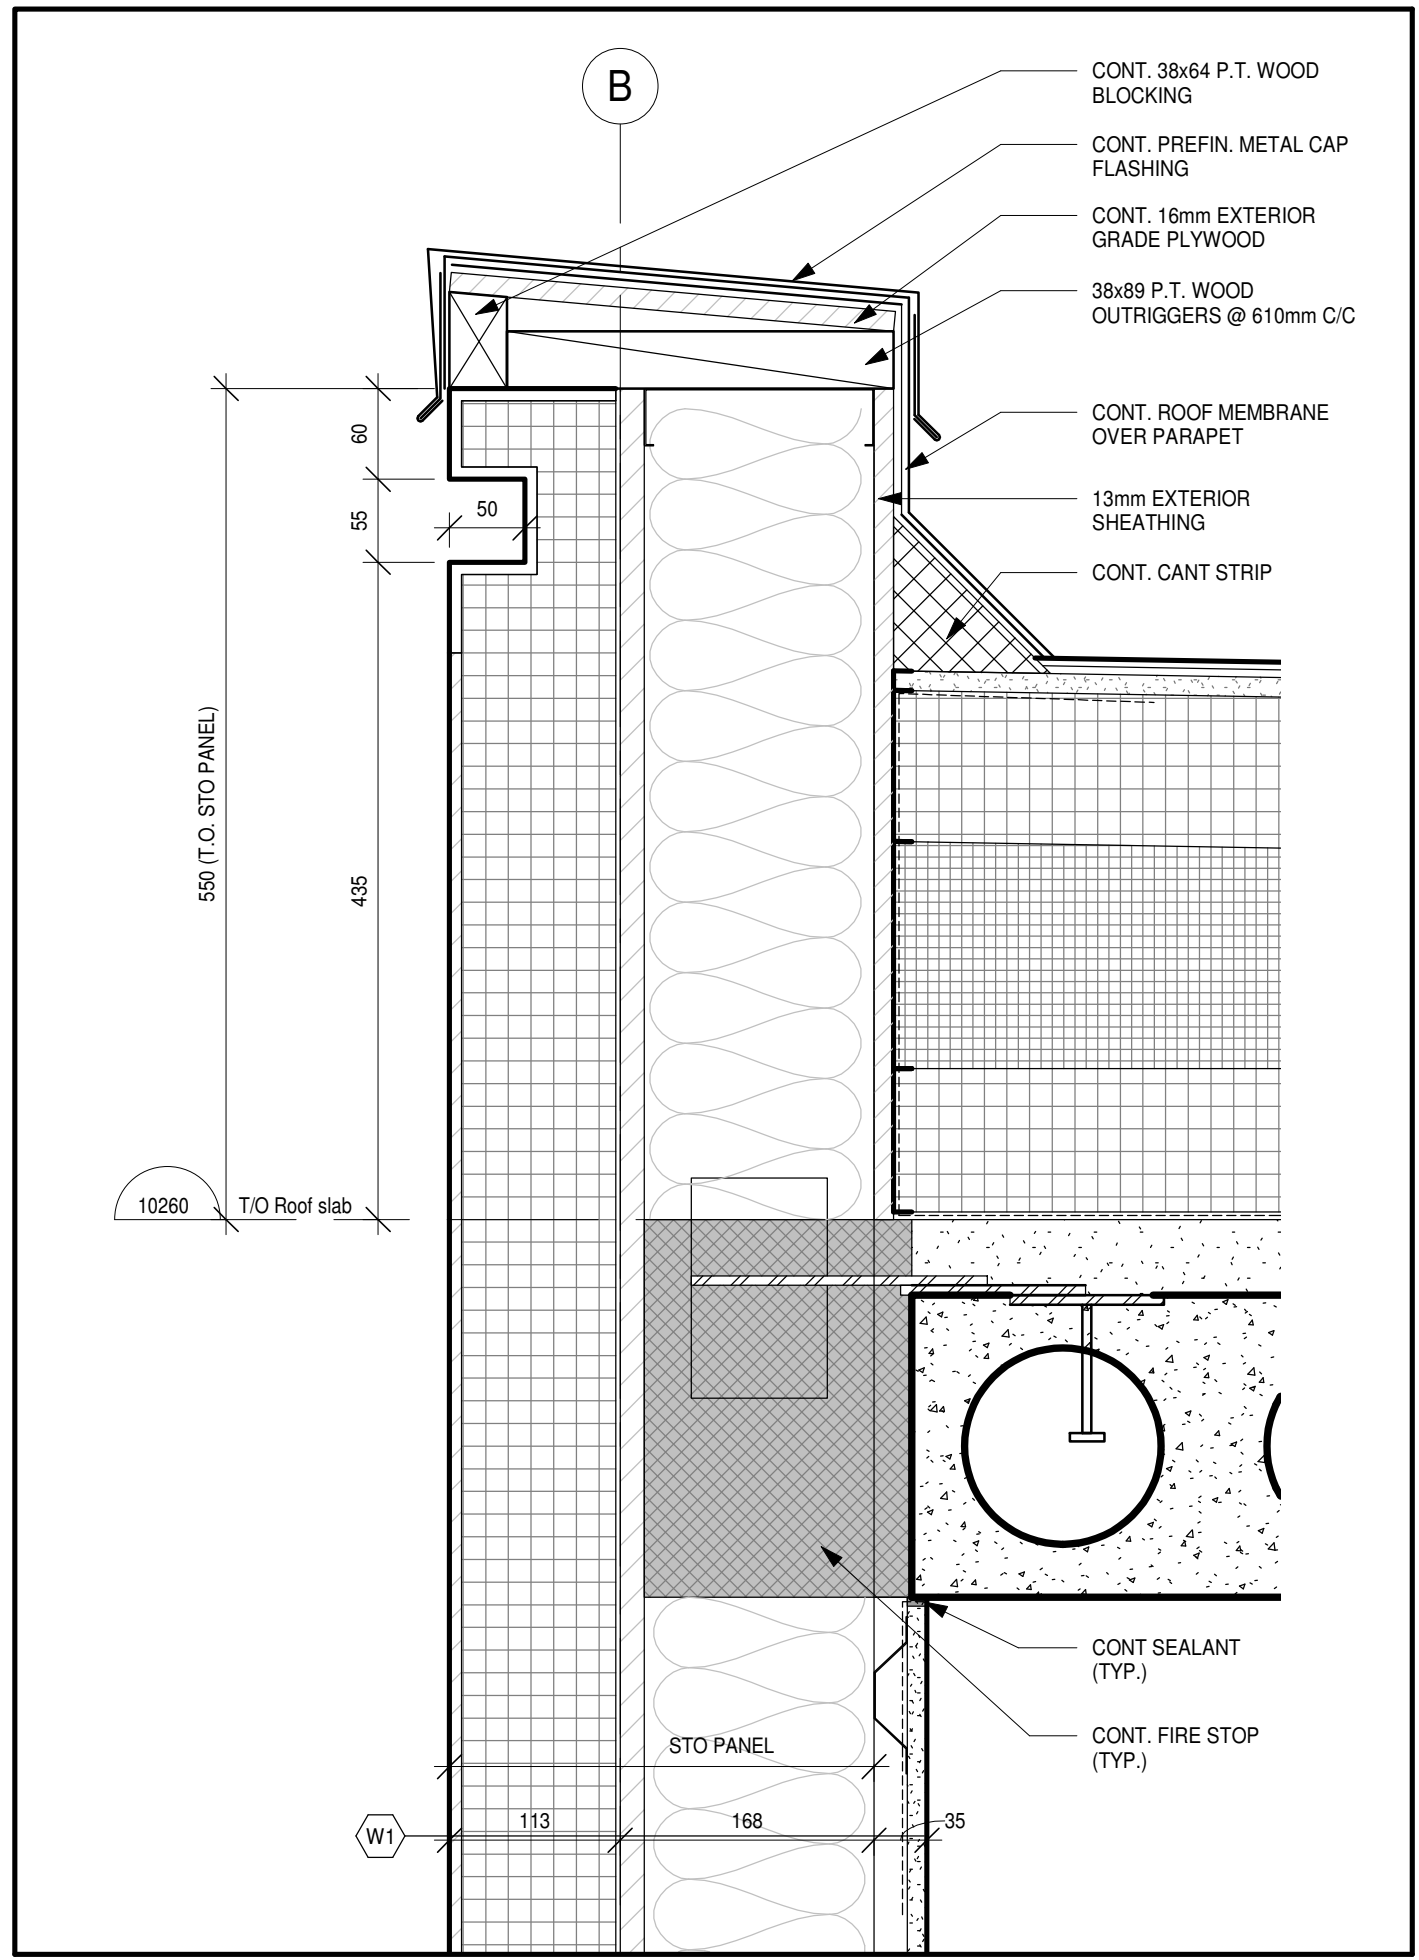 B
CONT. 38x64 P.T. WOOD
BLOCKING
CONT. PREFIN. METAL CAP
FLASHING
CONT. 16mm EXTERIOR
GRADE PLYWOOD
38x89 P.T. WOOD
OUTRIGGERS @ 610mm C/C
CONT. ROOF MEMBRANE
OVER PARAPET
13mm EXTERIOR
SHEATHING
CONT. CANT STRIP
60
55
50
550 (T.O. STO PANEL)
435
10260
T/O Roof slab
CONT SEALANT
(TYP.)
CONT. FIRE STOP
(TYP.)
STO PANEL
W1
113
168
35